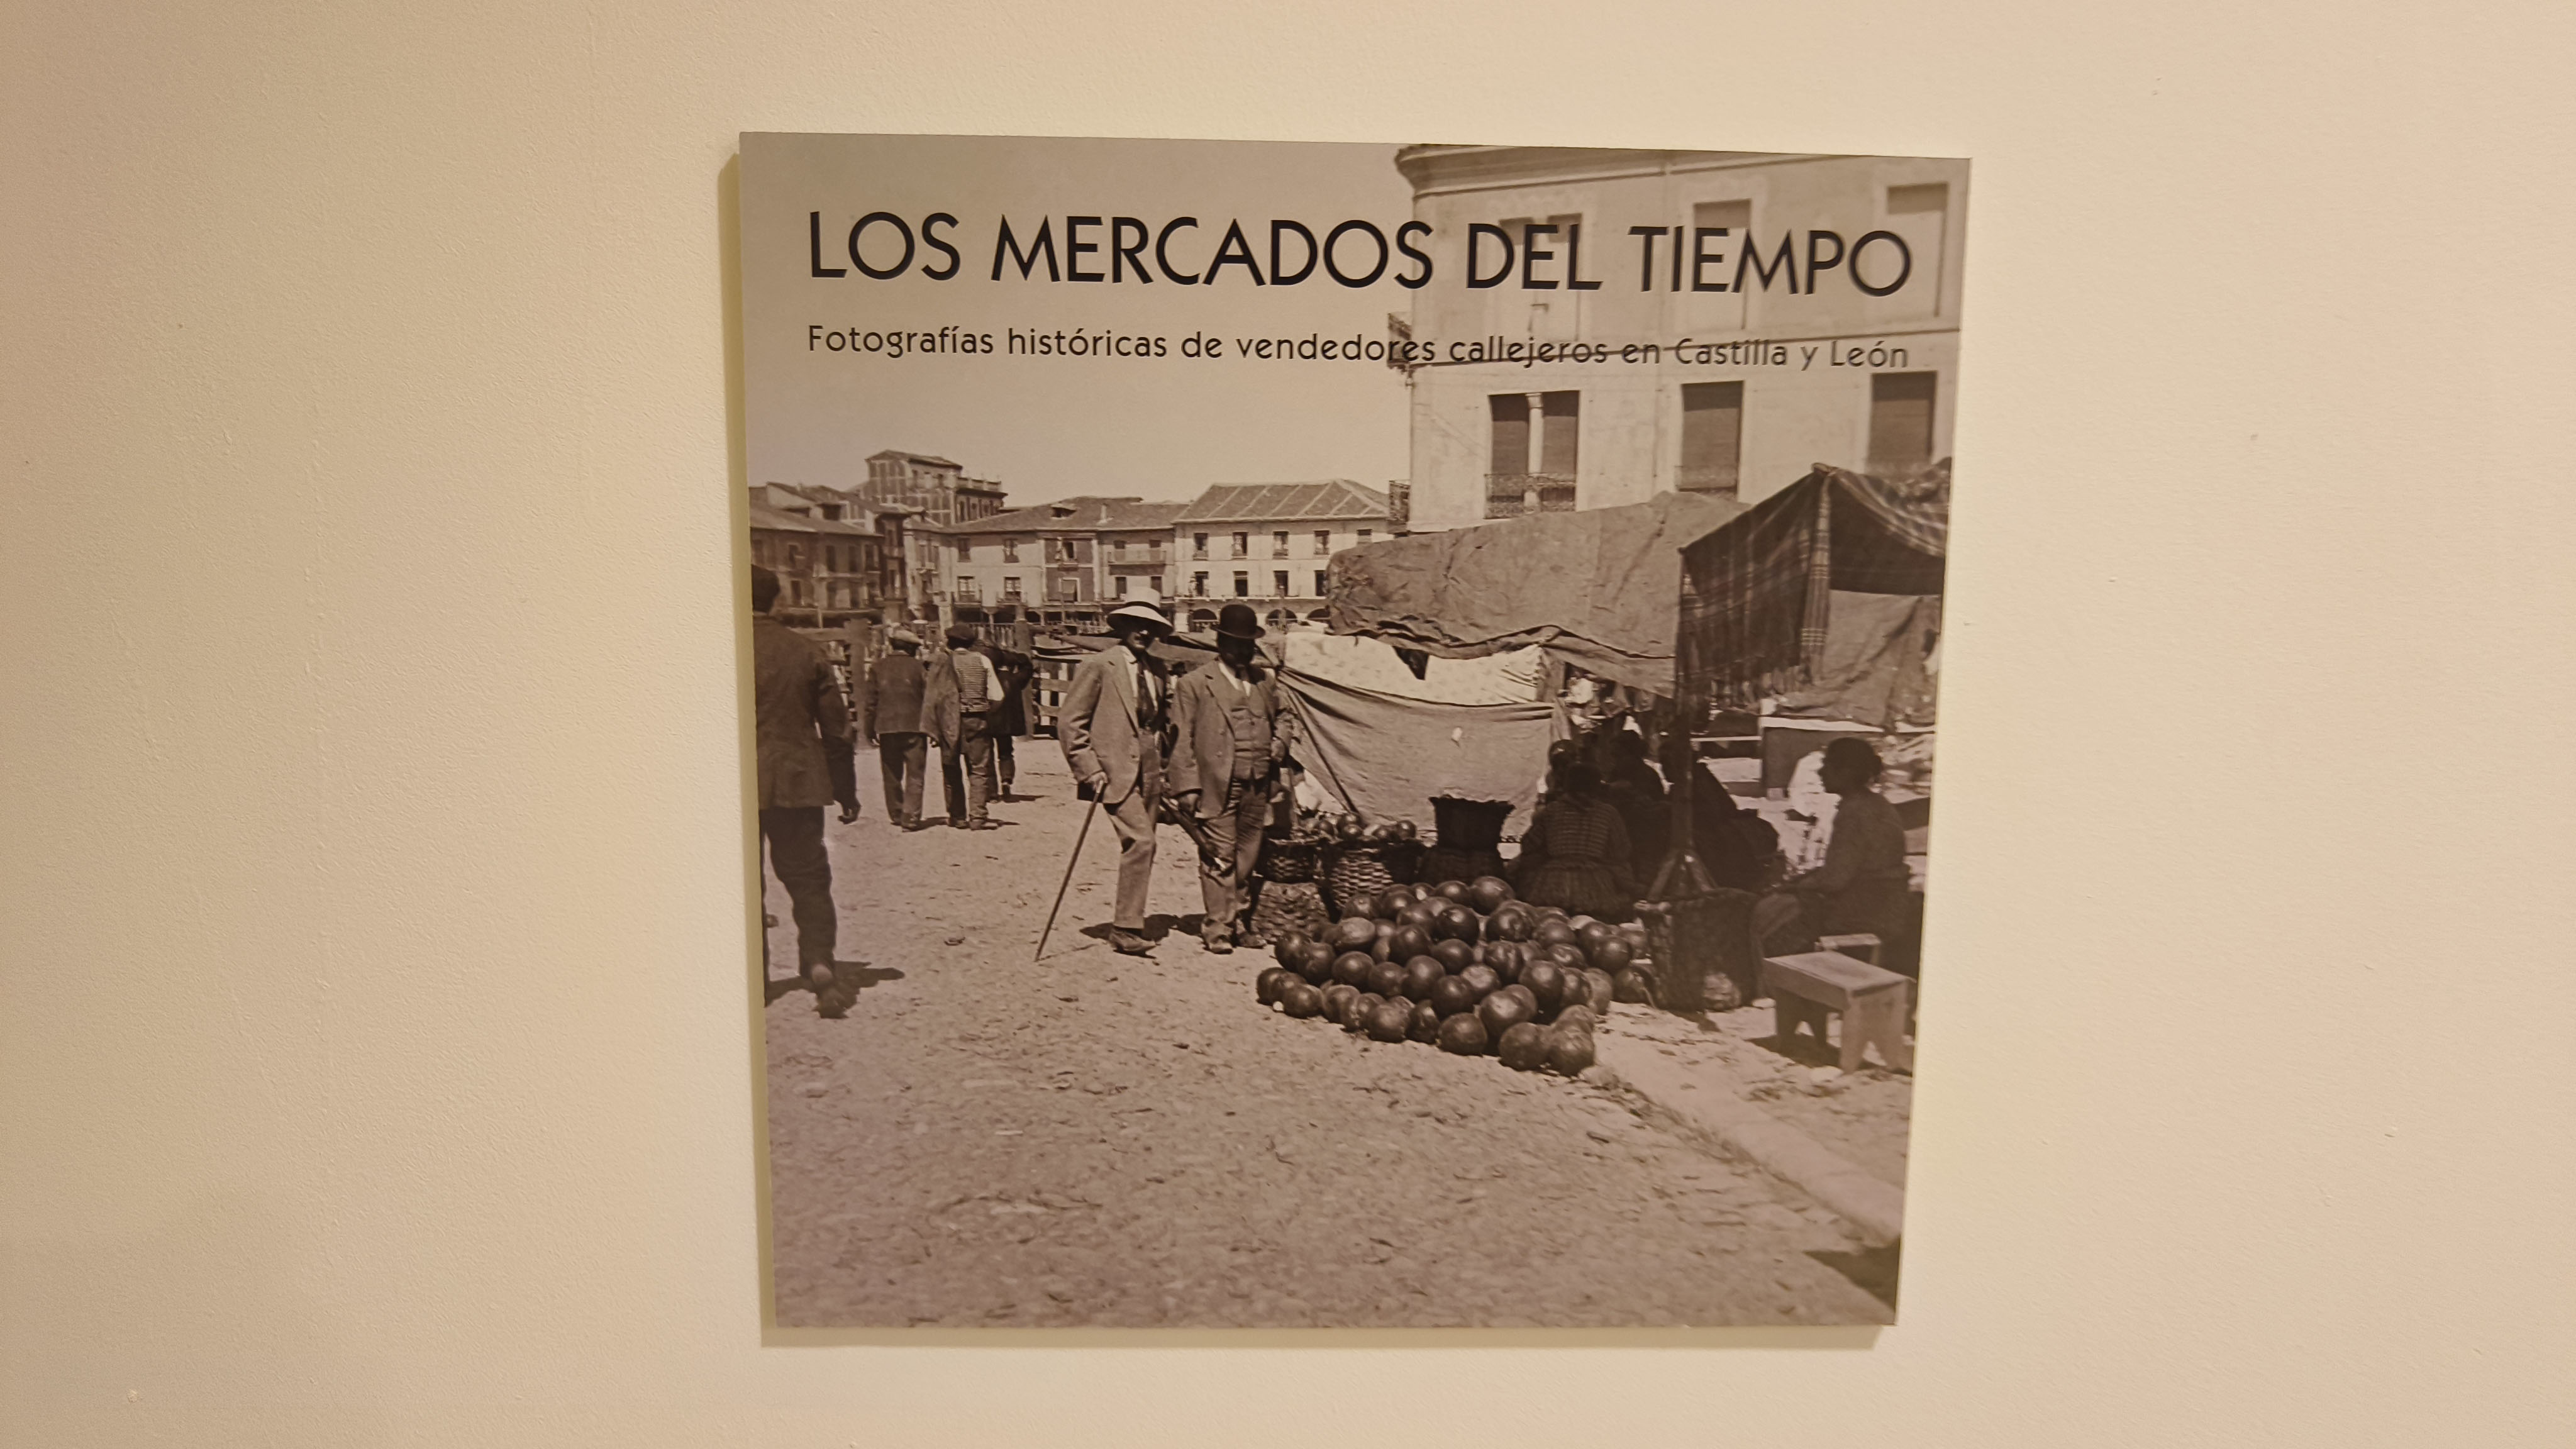 LOS MERCADOS DEL TIEMPO
Fotografías históricas de vendedores callejeros en Castilla y León